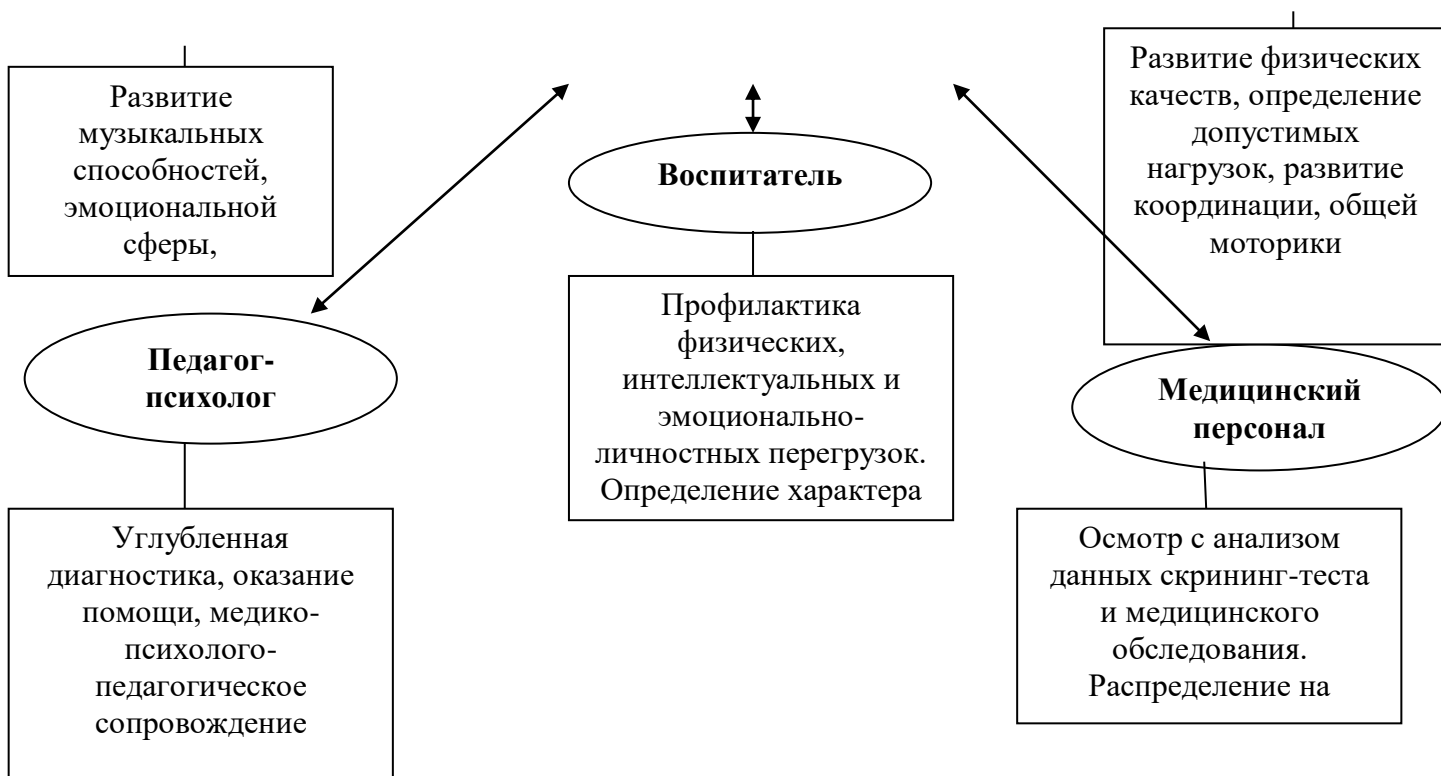 Развитие
музыкальных
способностей,
эмоциональной
сферы,
Воспитатель
Развитие физических
качеств, определение
допустимых
нагрузок, развитие
координации, общей
моторики
Педагог-
психолог
Профилактика
физических,
интеллектуальных и
эмоционально-
личностных перегрузок.
Определение характера
Медицинский
персонал
Углубленная
диагностика, оказание
помощи, медико-
психолого-
педагогическое
сопровождение
Осмотр с анализом
данных скрининг-теста
и медицинского
обследования.
Распределение на